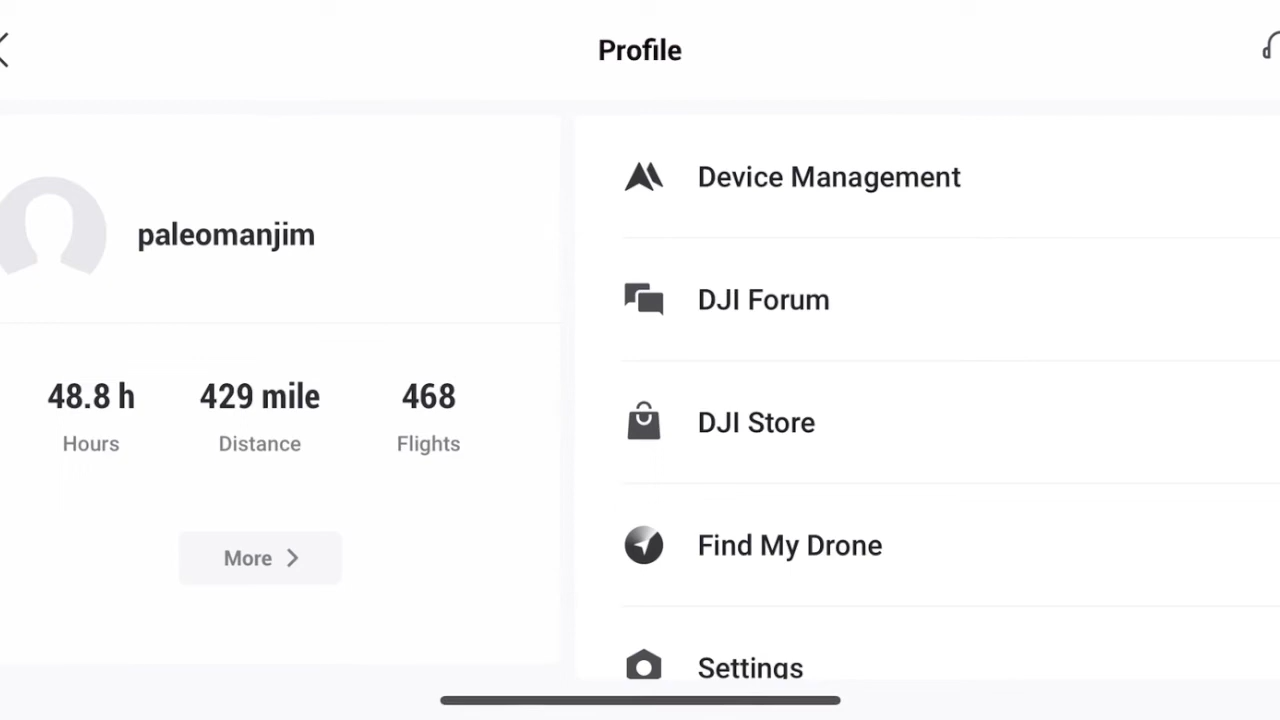 Profile
paleomanjim
48.8 h 429 mile 468
Hours Distance Flights
More
Device Management
DJI Forum
DJI Store
Find My Drone
Settings